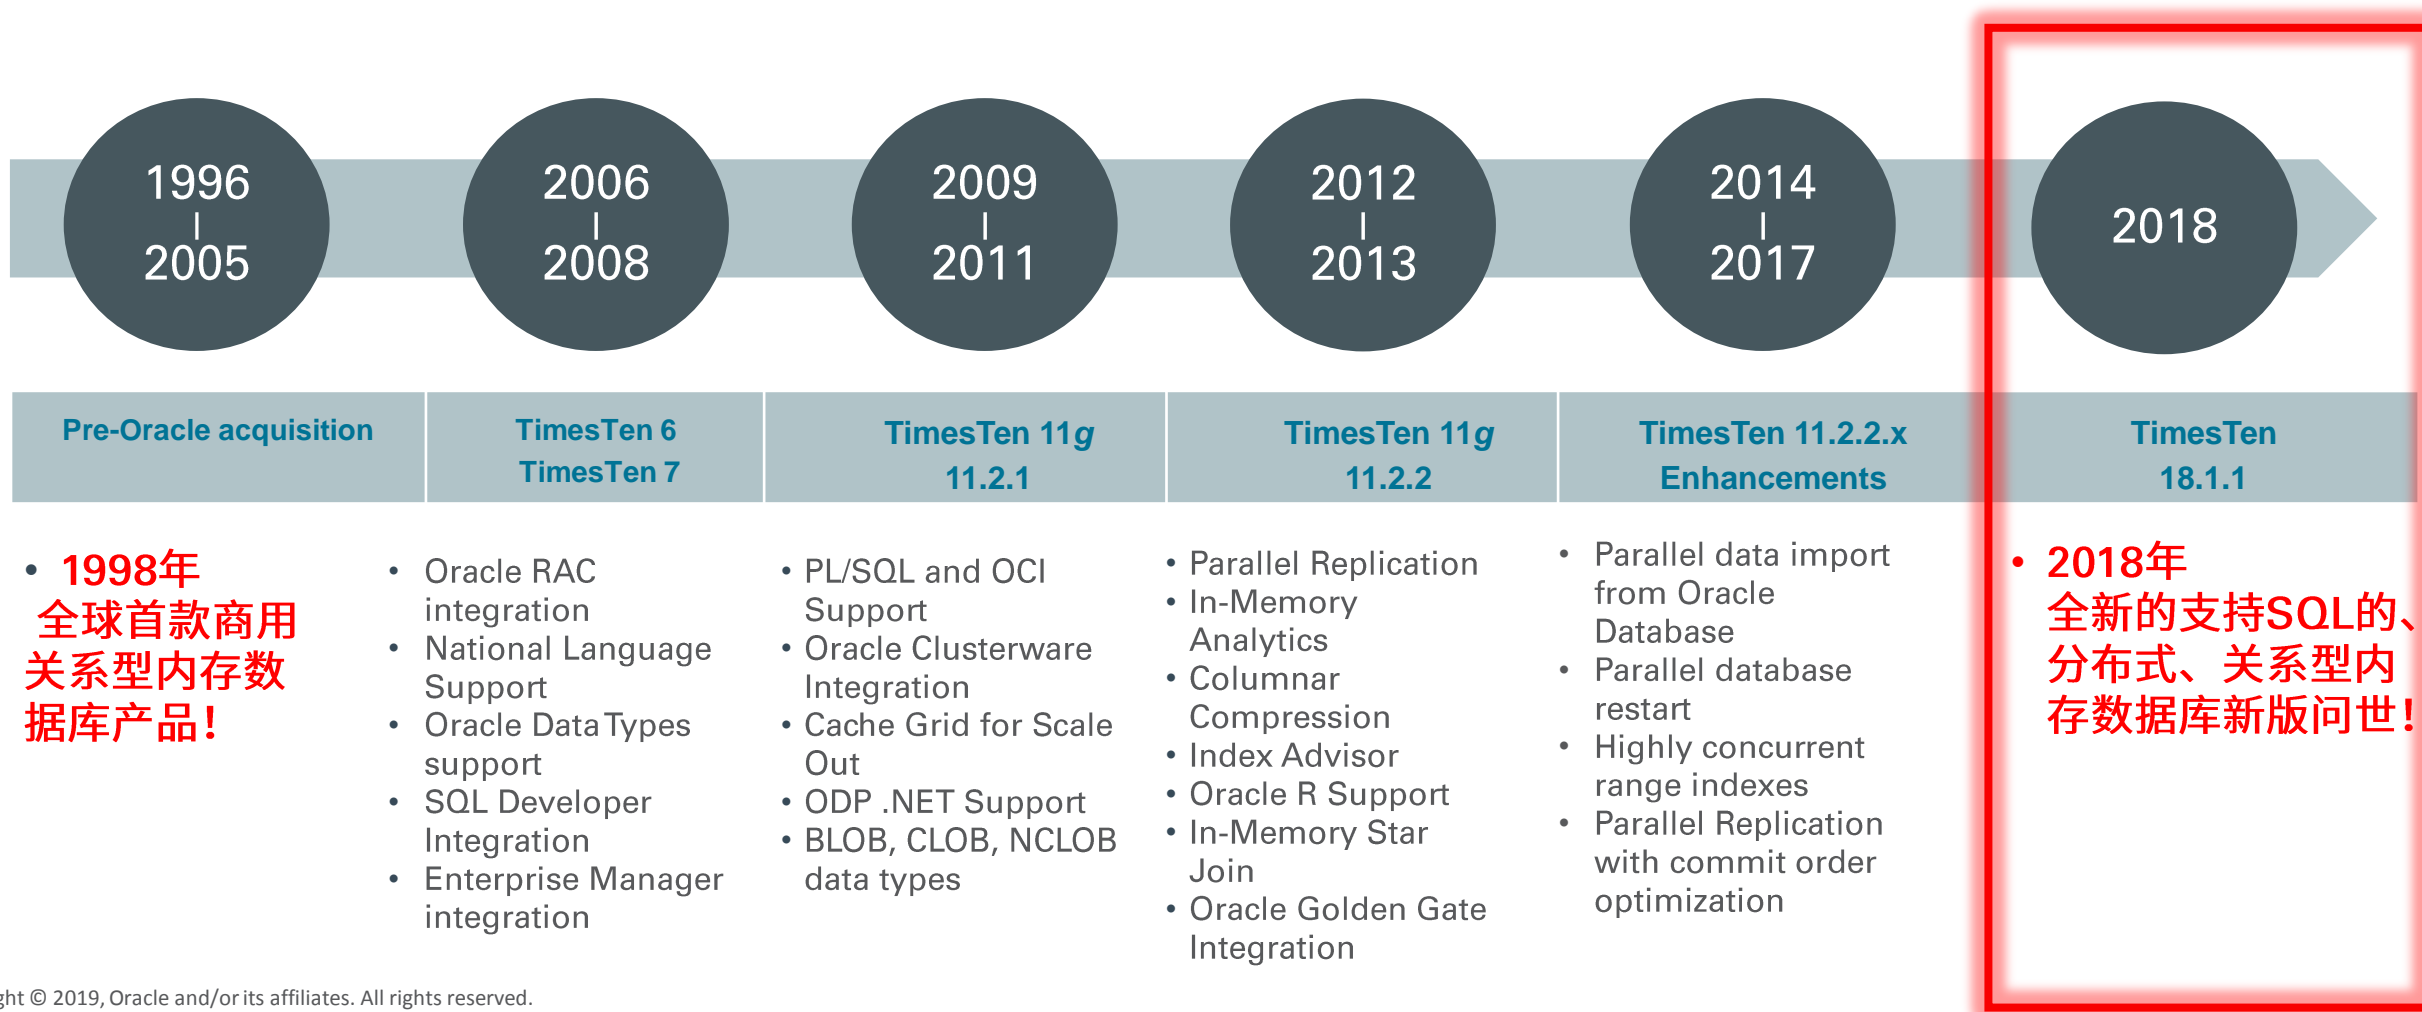 1996
2005
2006
2008
2009
2011
2012
2013
2014
2017
2018
Pre-Oracle acquisition
TimesTen 6
TimesTen 7
TimesTen 11g
11.2.1
TimesTen 11g
11.2.2
TimesTen 11.2.2.x
Enhancements
TimesTen
18.1.1
• 1998年
全球首款商用
关系型内存数
据库产品！
• Oracle RAC
integration
• National Language
Support
• Oracle Data Types
support
• SQL Developer
Integration
• Enterprise Manager
integration
• PL/SQL and OCI
Support
• Oracle Clusterware
Integration
• Cache Grid for Scale
Out
• ODP .NET Support
• BLOB, CLOB, NCLOB
data types
• Parallel Replication
• In-Memory
Analytics
• Columnar
Compression
• Index Advisor
• Oracle R Support
• In-Memory Star
Join
• Oracle Golden Gate
Integration
• Parallel data import
from Oracle
Database
• Parallel database
restart
• Highly concurrent
range indexes
• Parallel Replication
with commit order
optimization
• 2018年
全新的支持SQL的、
分布式、关系型内
存数据库新版问世！
ght © 2019, Oracle and/or its affiliates. All rights reserved.